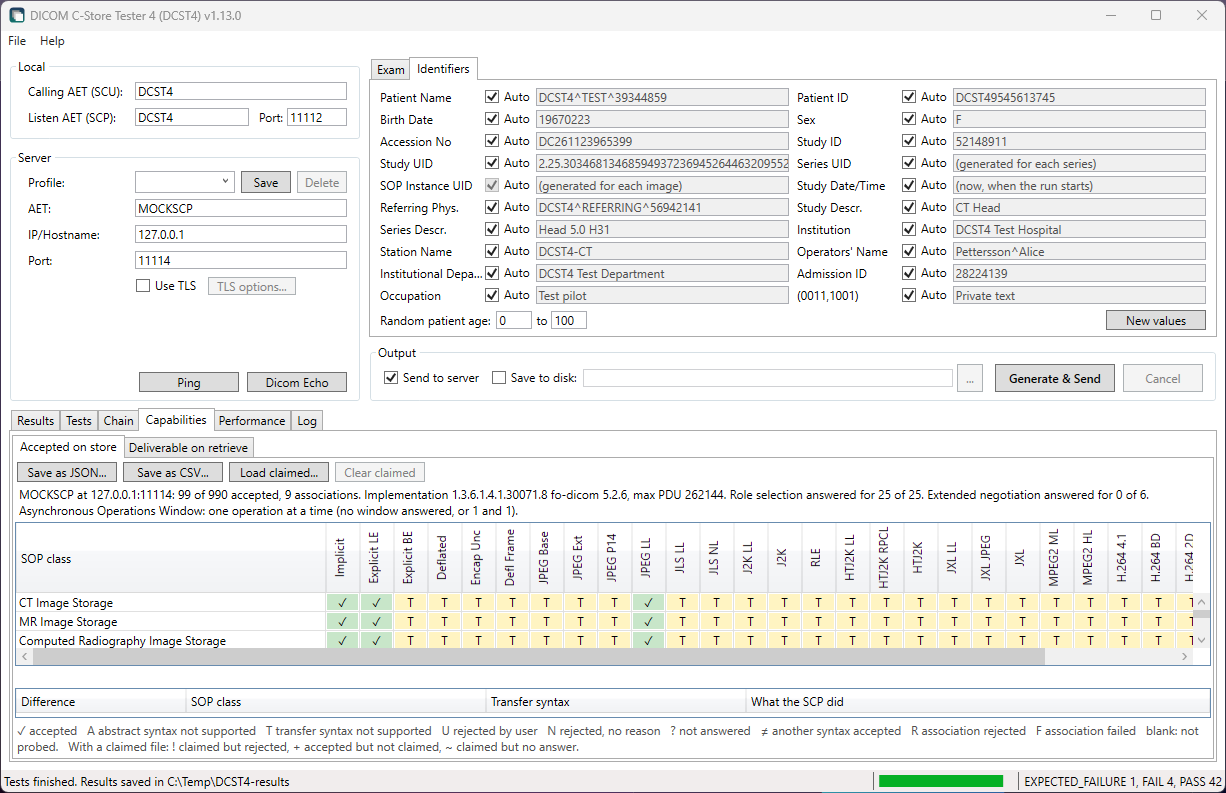 DICOM C-Store Tester 4 (DCST4) v1.13.0
File Help
Local
Calling AET (SCU): DCST4
Listen AET (SCP): DCST4 Port: 11112
Server
Profile: Save Delete
AET: MOCKSCP
IP/Hostname: 127.0.0.1
Port: 11114
Use TLS TLS options...
Ping Dicom Echo
Exam Identifiers
Patient Name Auto DCST4^TEST^39344859 Patient ID Auto DCST49545613745
Birth Date Auto 19670223 Sex Auto F
Accession No Auto DC261123965399 Study ID Auto 52148911
Study UID Auto 2.25.30346813468594937236945264463209552 Series UID Auto (generated for each series)
SOP Instance UID Auto (generated for each image) Study Date/Time Auto (now, when the run starts)
Referring Phys. Auto DCST4^REFERRING^56942141 Study Descr. Auto CT Head
Series Descr. Auto Head 5.0 H31 Institution Auto DCST4 Test Hospital
Station Name Auto DCST4-CT Operators' Name Auto Pettersson^Alice
Institutional Depa... Auto DCST4 Test Department Admission ID Auto 28224139
Occupation Auto Test pilot (0011,1001) Auto Private text
Random patient age: 0 to 100 New values
Output
Send to server Save to disk: ... Generate & Send Cancel
Results Tests Chain Capabilities Performance Log
Accepted on store Deliverable on retrieve
Save as JSON... Save as CSV... Load claimed... Clear claimed
MOCKSCP at 127.0.0.1:11114: 99 of 990 accepted, 9 associations. Implementation 1.3.6.1.4.1.30071.8 fo-dicom 5.2.6, max PDU 262144. Role selection answered for 25 of 25. Extended negotiation answered for 0 of 6.
Asynchronous Operations Window: one operation at a time (no window answered, or 1 and 1).
SOP class Implicit Explicit LE Explicit BE Deflated Encap Unc Defl Frame JPEG Base JPEG Ext JPEG P14 JPEG LL JLS LL JLS NL J2K LL J2K RLE HTJ2K LL HTJ2K RPCL HTJ2K JXL LL JXL JPEG JXL MPEG2 ML MPEG2 HL H.264 4.1 H.264 BD H.264 2D
CT Image Storage ✓ ✓ T T T T T T T ✓ T T T T T T T T T T T T T T T T
MR Image Storage ✓ ✓ T T T T T T T ✓ T T T T T T T T T T T T T T T T
Computed Radiography Image Storage ✓ ✓ T T T T T T T ✓ T T T T T T T T T T T T T T T T
Difference SOP class Transfer syntax What the SCP did
✓ accepted A abstract syntax not supported T transfer syntax not supported U rejected by user N rejected, no reason ? not answered ≠ another syntax accepted R association rejected F association failed blank: not
probed. With a claimed file: ! claimed but rejected, + accepted but not claimed, ~ claimed but no answer.
Tests finished. Results saved in C:\Temp\DCST4-results EXPECTED_FAILURE 1, FAIL 4, PASS 42